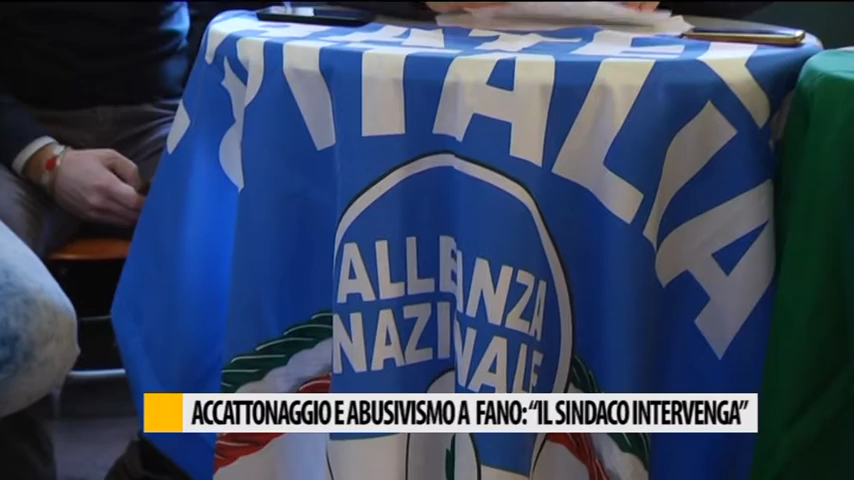 ITALIA
ALLEANZA
NAZIONALE
ACCATTONAGGIO E ABUSIVISMO A FANO: “IL SINDACO INTERVENGA”